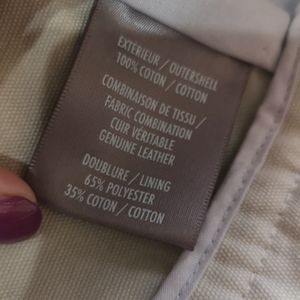 EXTÉRIEUR / OUTERSHELL
100% COTON / COTTON
COMBINAISON DE TISSU /
FABRIC COMBINATION
CUIR VÉRITABLE
GENUINE LEATHER
DOUBLURE / LINING
65% POLYESTER
35% COTON / COTTON